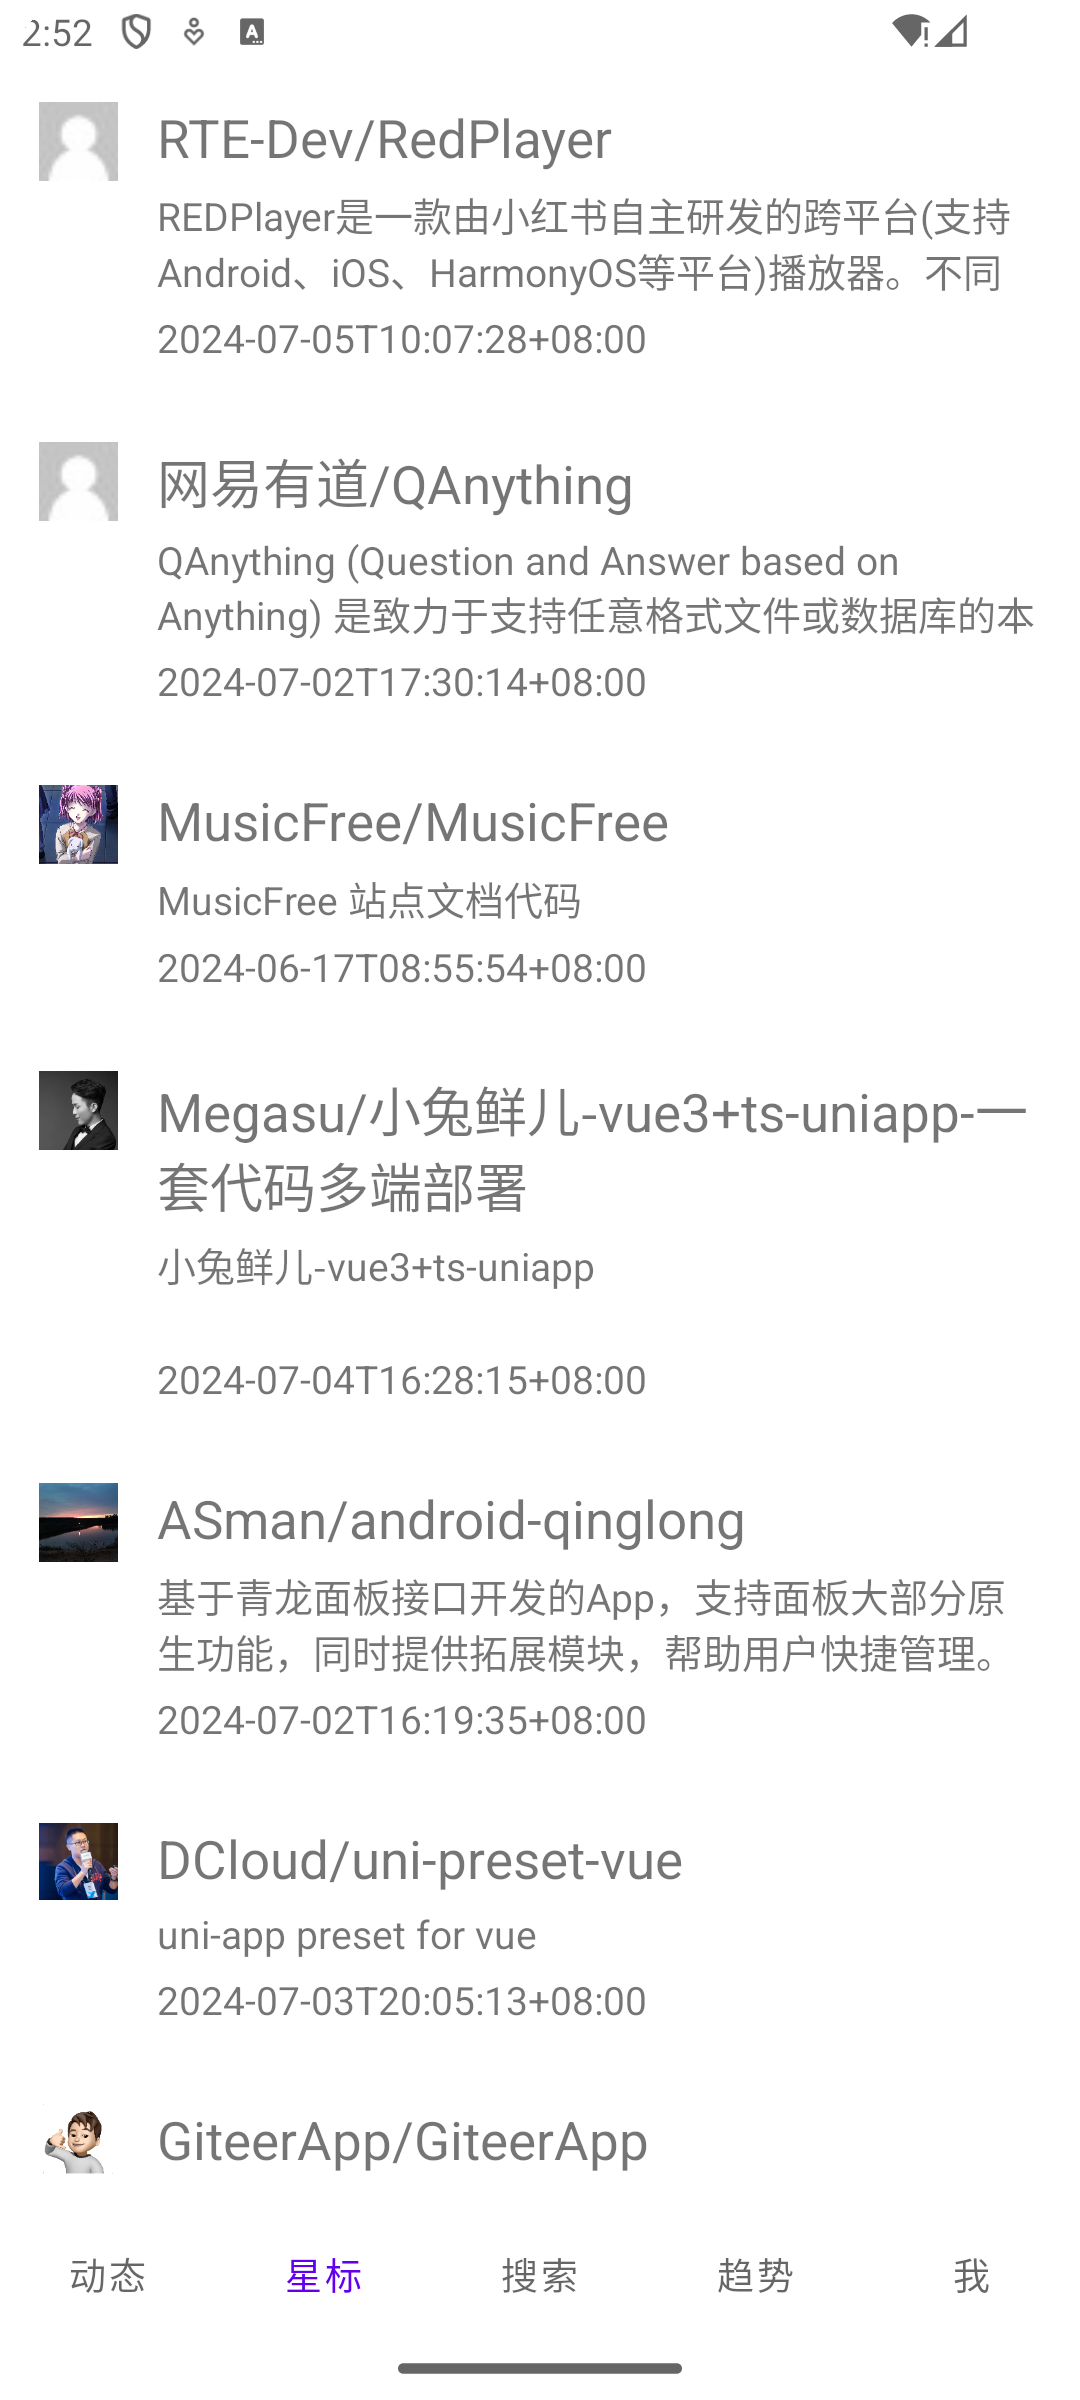 2:52
RTE-Dev/RedPlayer
REDPlayer是一款由小红书自主研发的跨平台(支持
Android、iOS、HarmonyOS等平台)播放器。不同
2024-07-05T10:07:28+08:00
网易有道/QAnything
QAnything (Question and Answer based on
Anything) 是致力于支持任意格式文件或数据库的本
2024-07-02T17:30:14+08:00
MusicFree/MusicFree
MusicFree 站点文档代码
2024-06-17T08:55:54+08:00
Megasu/小兔鲜儿-vue3+ts-uniapp-一
套代码多端部署
小兔鲜儿-vue3+ts-uniapp
2024-07-04T16:28:15+08:00
ASman/android-qinglong
基于青龙面板接口开发的App，支持面板大部分原
生功能，同时提供拓展模块，帮助用户快捷管理。
2024-07-02T16:19:35+08:00
DCloud/uni-preset-vue
uni-app preset for vue
2024-07-03T20:05:13+08:00
GiteerApp/GiteerApp
动态 星标 搜索 趋势 我